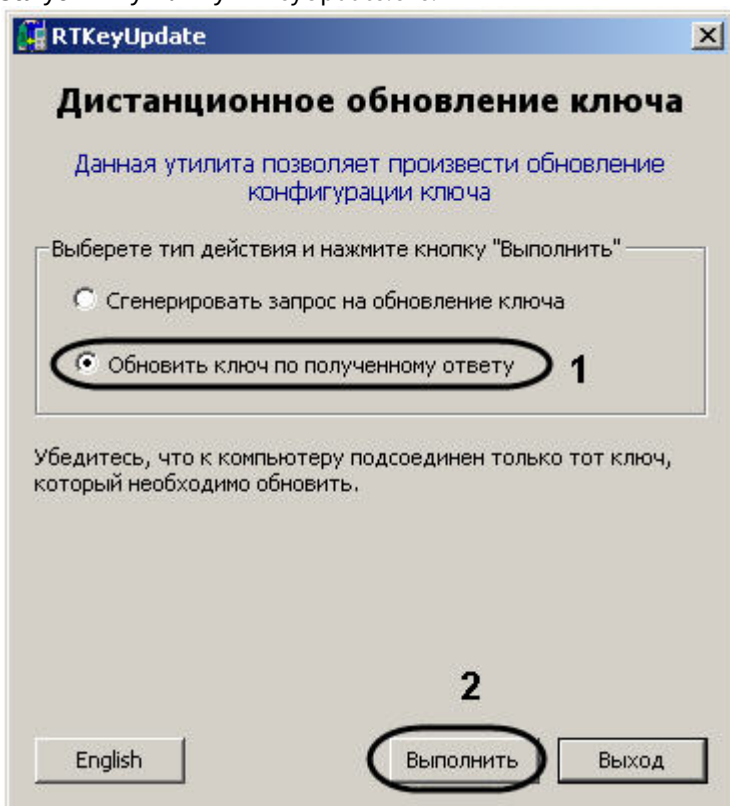 RTKeyUpdate
Дистанционное обновление ключа
Данная утилита позволяет произвести обновление
конфигурации ключа
Выберете тип действия и нажмите кнопку "Выполнить"
Сгенерировать запрос на обновление ключа
Обновить ключ по полученному ответу 1
Убедитесь, что к компьютеру подсоединен только тот ключ,
который необходимо обновить.
2
English Выполнить Выход